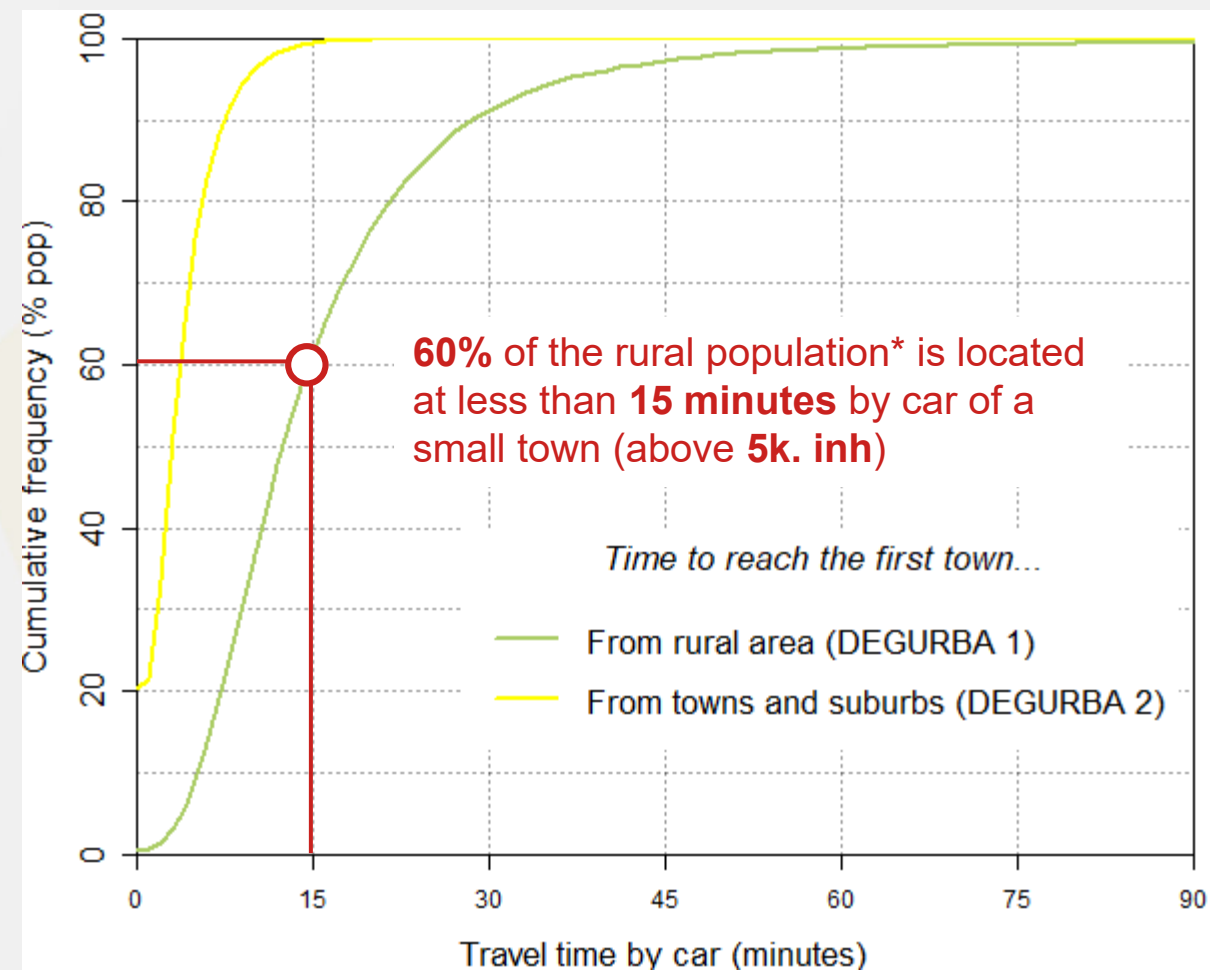 Cumulative frequency (% pop)
100
80
60
40
20
0
60% of the rural population* is located
at less than 15 minutes by car of a
small town (above 5k. inh)
Time to reach the first town...
From rural area (DEGURBA 1)
From towns and suburbs (DEGURBA 2)
0 15 30 45 60 75 90
Travel time by car (minutes)